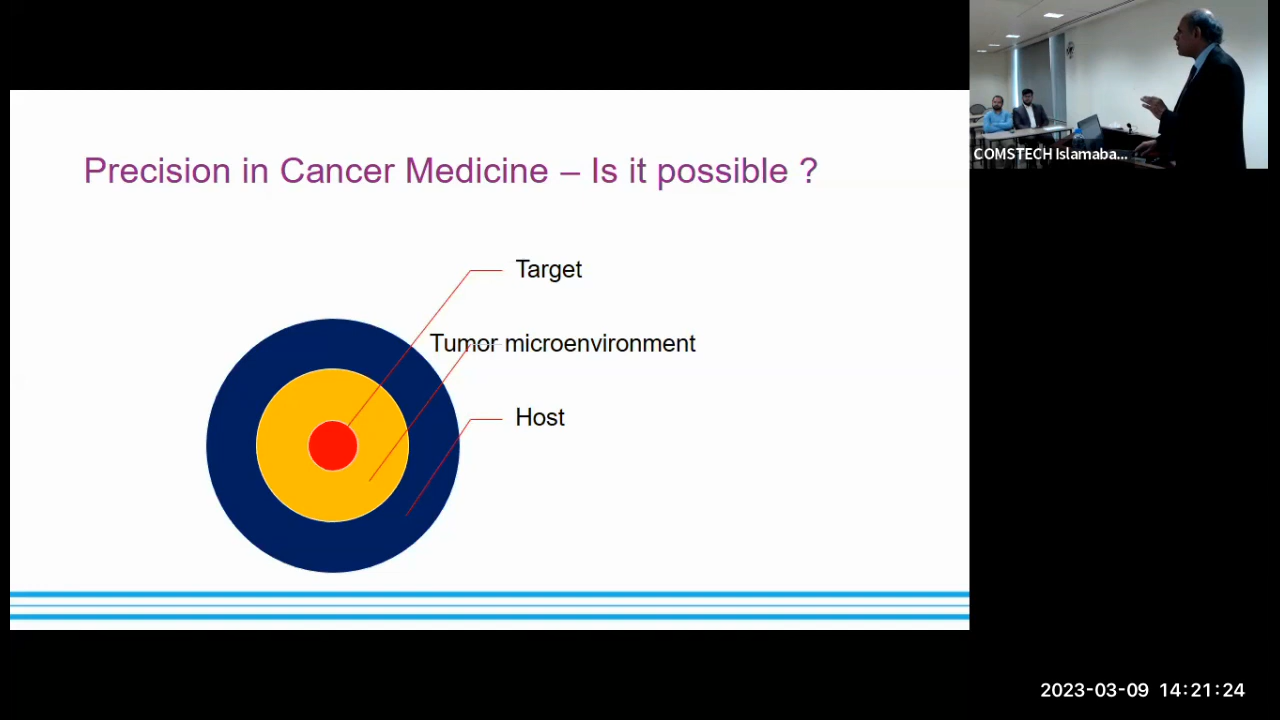 Precision in Cancer Medicine – Is it possible ?
Target
Tumor microenvironment
Host
COMSTECH Islamaba...
2023-03-09 14:21:24